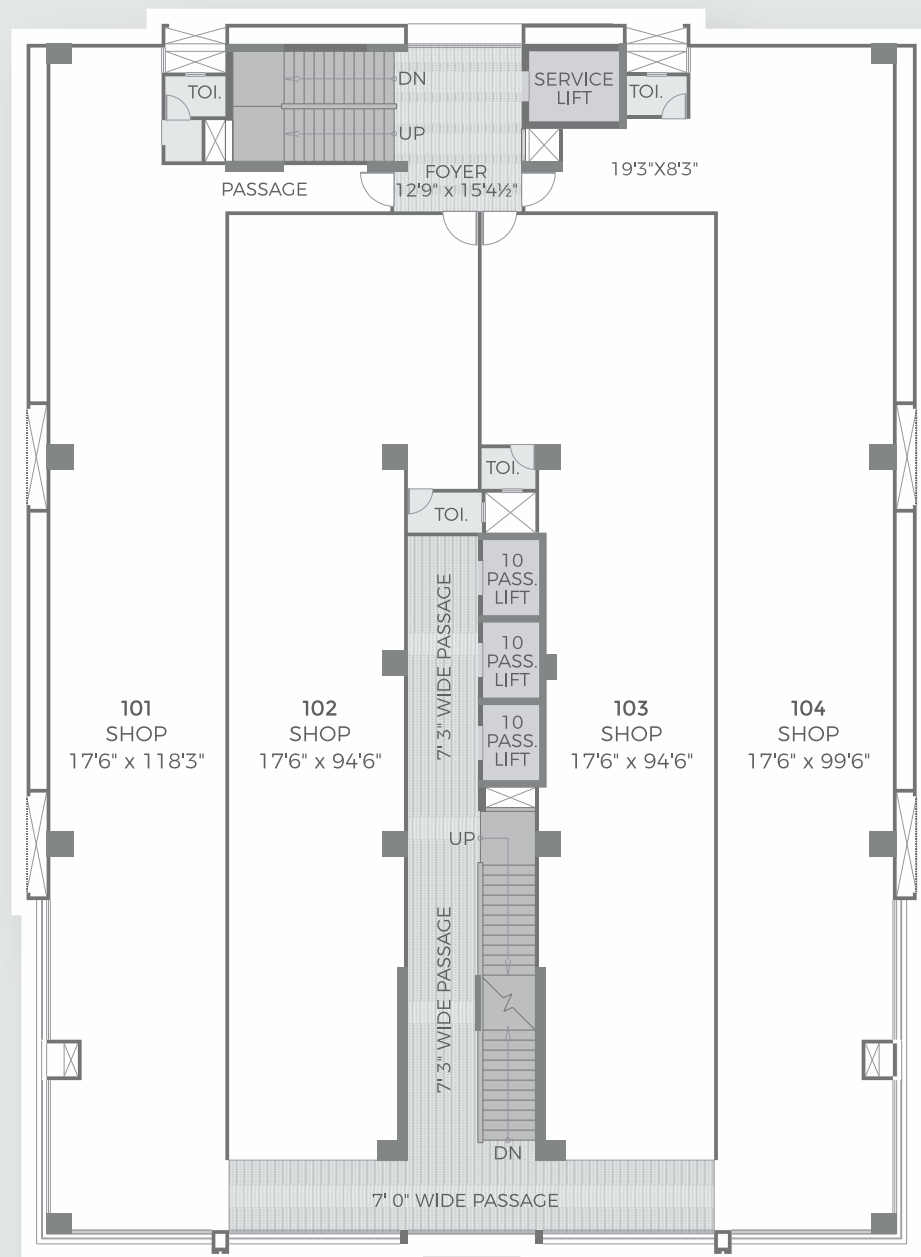 TOI.
DN
SERVICE
LIFT
TOI.
UP
PASSAGE
FOYER
12'9" x 15'4½"
19'3"X8'3"
TOI.
TOI.
10
PASS.
LIFT
7' 3" WIDE PASSAGE
10
PASS.
LIFT
10
PASS.
LIFT
101
SHOP
17'6" x 118'3"
102
SHOP
17'6" x 94'6"
103
SHOP
17'6" x 94'6"
104
SHOP
17'6" x 99'6"
UP
7' 3" WIDE PASSAGE
DN
7' 0" WIDE PASSAGE